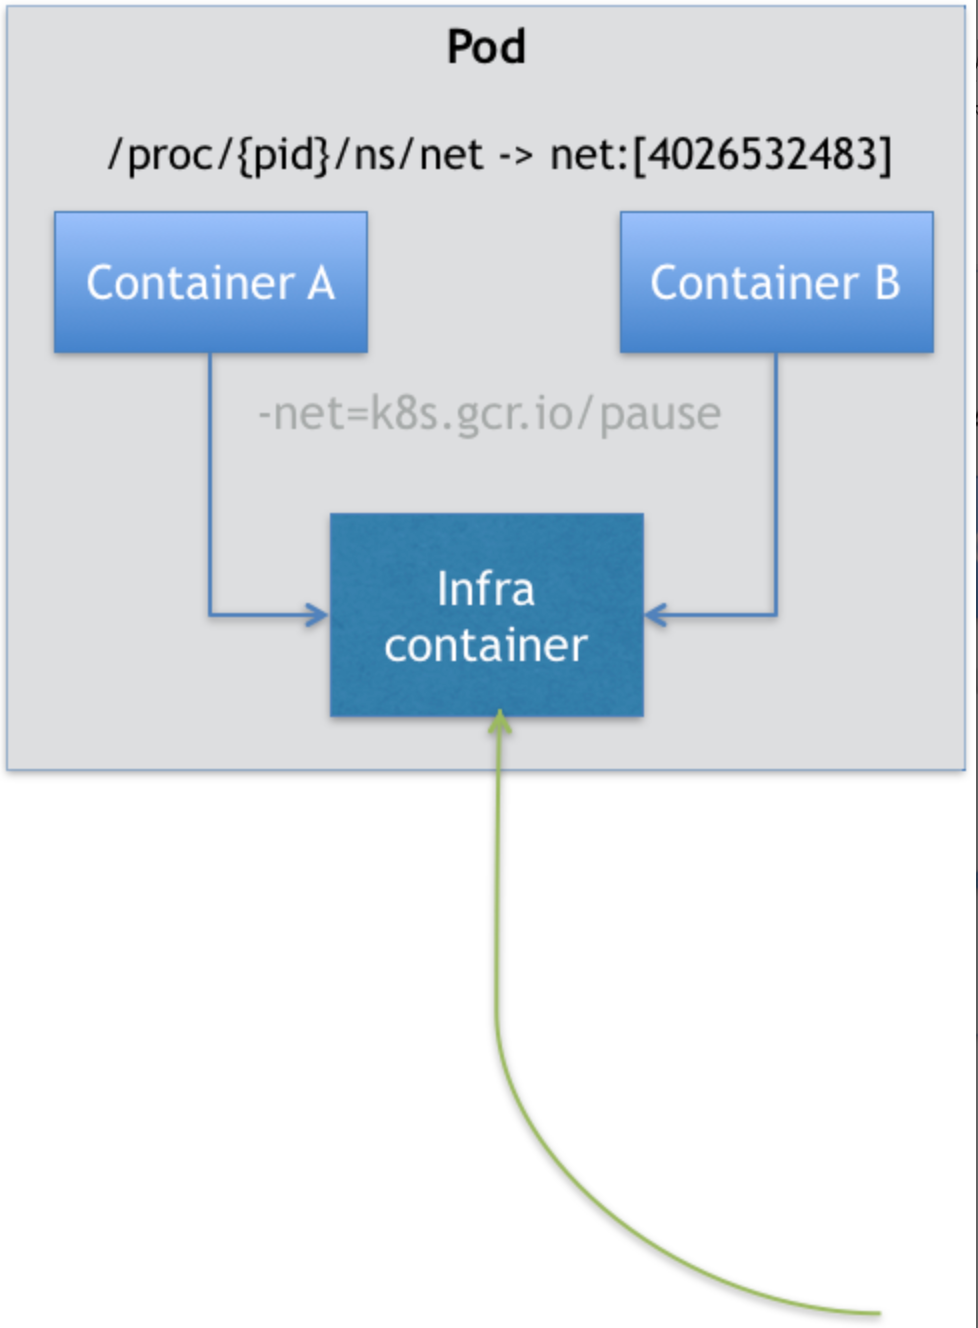 Pod
/proc/{pid}/ns/net -> net:[4026532483]
Container A
Container B
-net=k8s.gcr.io/pause
Infra
container